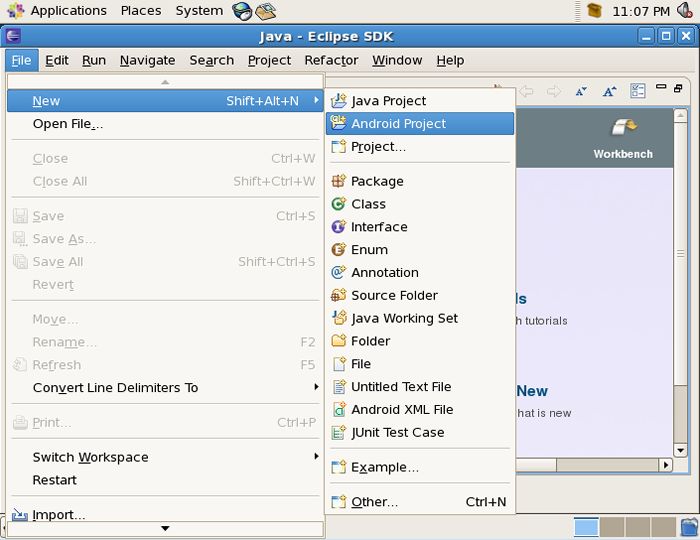 Applications Places System 11:07 PM
Java - Eclipse SDK
File Edit Run Navigate Search Project Refactor Window Help
New Shift+Alt+N
Open File...
Close Ctrl+W
Close All Shift+Ctrl+W
Save Ctrl+S
Save As...
Save All Shift+Ctrl+S
Revert
Move...
Rename... F2
Refresh F5
Convert Line Delimiters To
Print... Ctrl+P
Switch Workspace
Restart
Import...
Java Project
Android Project
Project...
Package
Class
Interface
Enum
Annotation
Source Folder
Java Working Set
Folder
File
Untitled Text File
Android XML File
JUnit Test Case
Example...
Other... Ctrl+N
Workbench
ls
h tutorials
New
hat is new